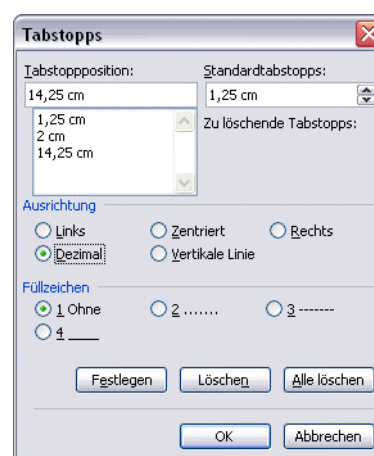 Tabstopps
Tabstoppposition: Standardtabstopps:
14,25 cm 1,25 cm
1,25 cm Zu löschende Tabstopps:
2 cm
14,25 cm
Ausrichtung
Links Zentriert Rechts
Dezimal Vertikale Linie
Füllzeichen
1 Ohne 2 ....... 3 -------
4 ___
Festlegen Löschen Alle löschen
OK Abbrechen